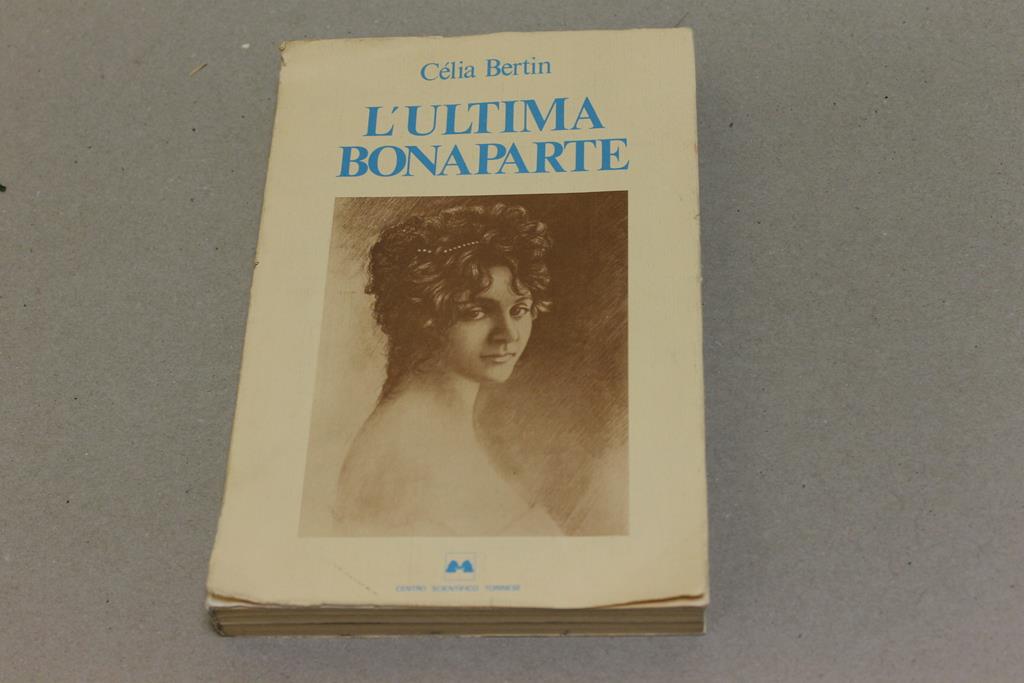 Célia Bertin
L'ULTIMA
BONAPARTE
CENTRO SCIENTIFICO TORINESE